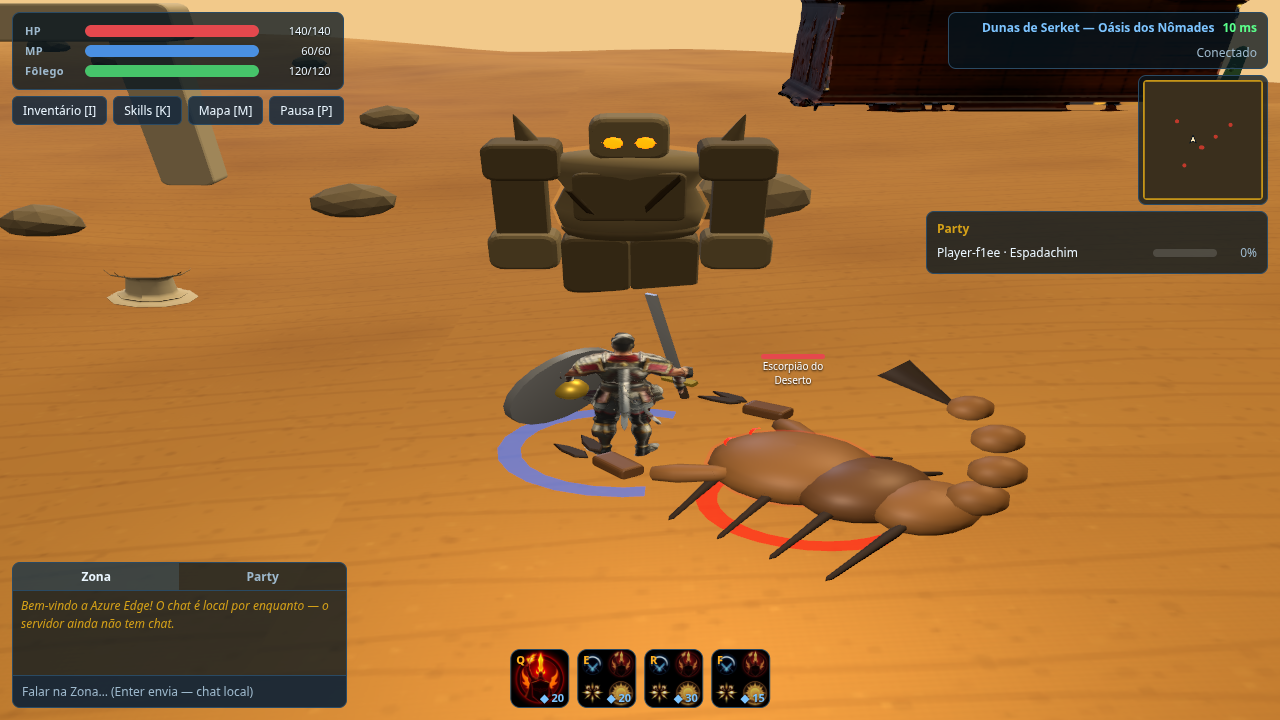 HP 140/140
MP 60/60
Fôlego 120/120
Inventário [I] Skills [K] Mapa [M] Pausa [P]
Dunas de Serket — Oásis dos Nômades 10 ms
Conectado
Party
Player-f1ee · Espadachim 0%
Escorpião do
Deserto
Zona Party
Bem-vindo a Azure Edge! O chat é local por enquanto — o
servidor ainda não tem chat.
Falar na Zona... (Enter envia — chat local)
Q 20
E 20
R 30
F 15